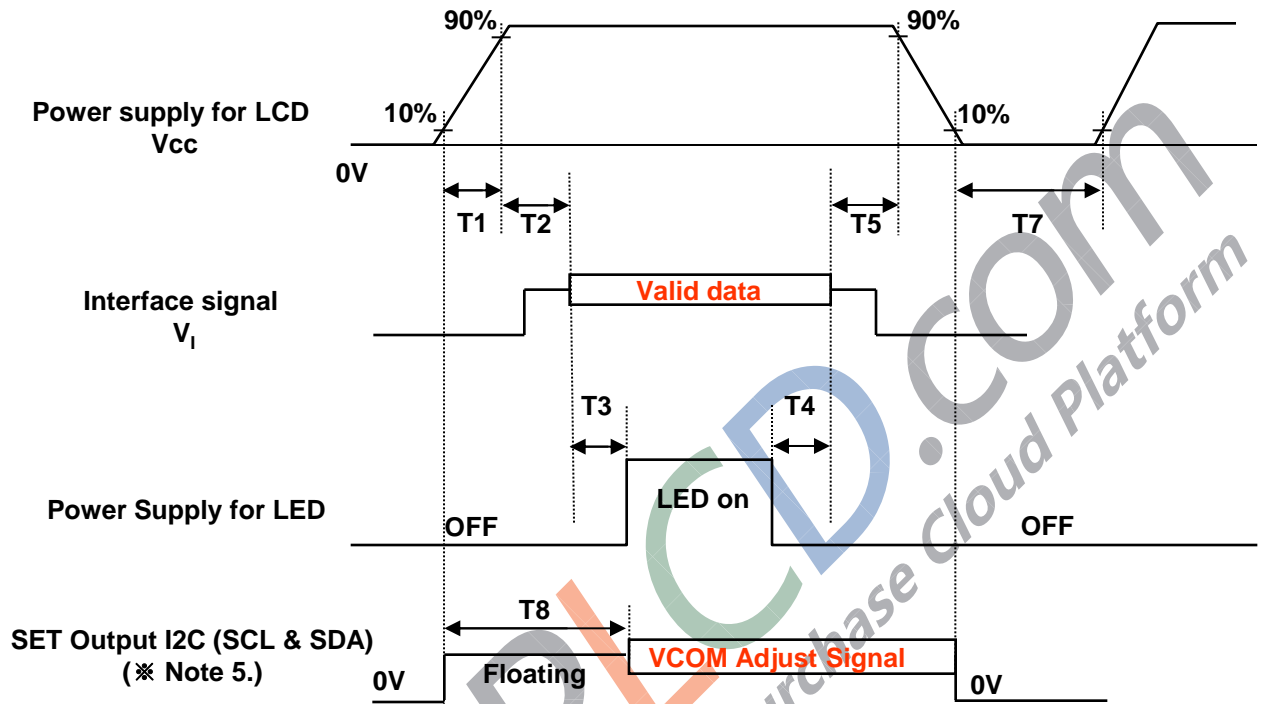 90%
90%
Power supply for LCD
Vcc
10%
10%
0V
T1
T2
T5
T7
Interface signal
VI
Valid data
T3
T4
Power Supply for LED
OFF
LED on
OFF
SET Output I2C (SCL & SDA)
(※ Note 5.)
T8
0V
Floating
VCOM Adjust Signal
0V
LCD.com
Cloud Platform